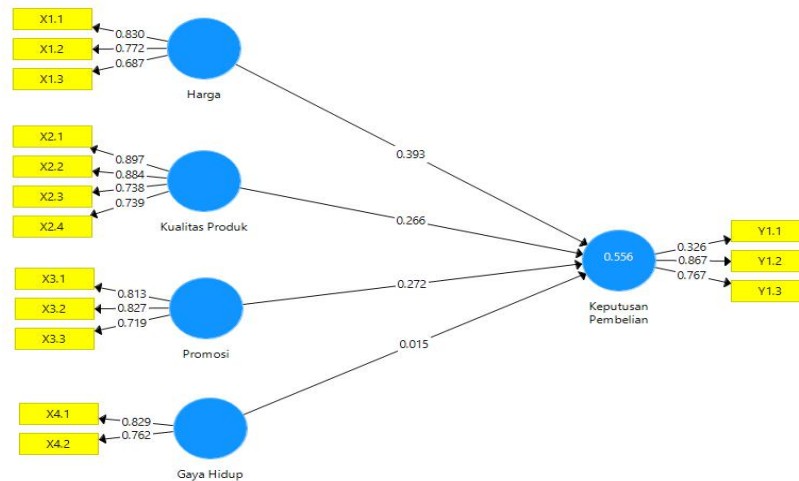 X1.1
0.830
X1.2
0.772
0.687
X1.3
Harga
X2.1
0.897
X2.2
0.884
X2.3
0.738
0.739
X2.4
Kualitas Produk
X3.1
0.813
X3.2
0.827
0.719
X3.3
Promosi
X4.1
0.829
0.762
X4.2
Gaya Hidup
0.393
0.266
0.272
0.015
0.556
Keputusan
Pembelian
Y1.1
0.326
0.867
Y1.2
0.767
Y1.3